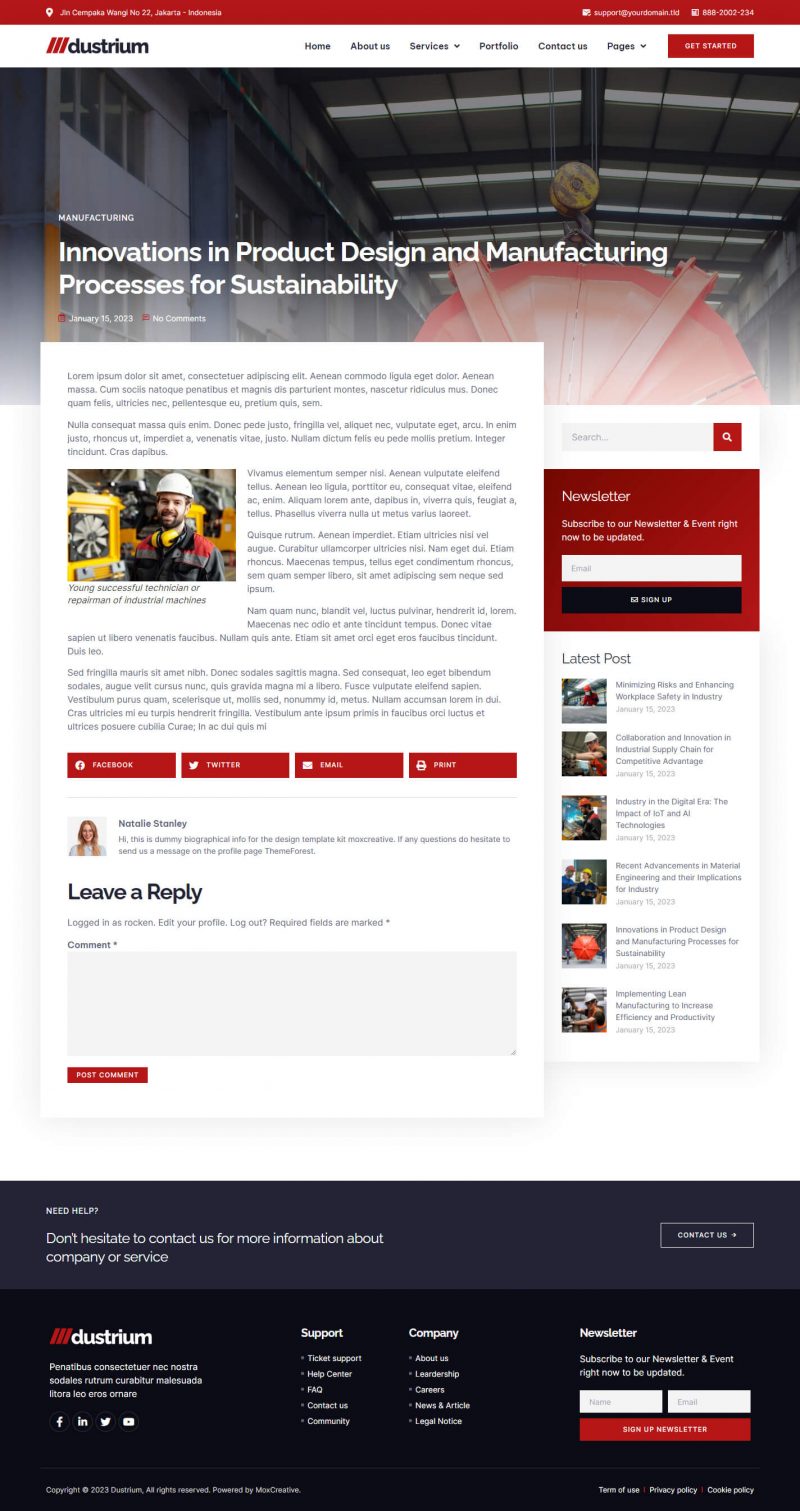 Jln Cempaka Wangi No 22, Jakarta - Indonesia
support@yourdomain.tld
888-2002-234
dustrium
Home
About us
Services
Portfolio
Contact us
Pages
GET STARTED
MANUFACTURING
Innovations in Product Design and Manufacturing
Processes for Sustainability
January 15, 2023
No Comments
Lorem ipsum dolor sit amet, consectetuer adipiscing elit. Aenean commodo ligula eget dolor. Aenean
massa. Cum sociis natoque penatibus et magnis dis parturient montes, nascetur ridiculus mus. Donec
quam felis, ultricies nec, pellentesque eu, pretium quis, sem.
Nulla consequat massa quis enim. Donec pede justo, fringilla vel, aliquet nec, vulputate eget, arcu. In enim
justo, rhoncus ut, imperdiet a, venenatis vitae, justo. Nullam dictum felis eu pede mollis pretium. Integer
tincidunt. Cras dapibus.
Vivamus elementum semper nisi. Aenean vulputate eleifend
tellus. Aenean leo ligula, porttitor eu, consequat vitae, eleifend
ac, enim. Aliquam lorem ante, dapibus in, viverra quis, feugiat a,
tellus. Phasellus viverra nulla ut metus varius laoreet.
Quisque rutrum. Aenean imperdiet. Etiam ultricies nisi vel
augue. Curabitur ullamcorper ultricies nisi. Nam eget dui. Etiam
rhoncus. Maecenas tempus, tellus eget condimentum rhoncus,
sem quam semper libero, sit amet adipiscing sem neque sed
ipsum.
Young successful technician or
repairman of industrial machines
Nam quam nunc, blandit vel, luctus pulvinar, hendrerit id, lorem.
Maecenas nec odio et ante tincidunt tempus. Donec vitae
sapien ut libero venenatis faucibus. Nullam quis ante. Etiam sit amet orci eget eros faucibus tincidunt.
Duis leo.
Sed fringilla mauris sit amet nibh. Donec sodales sagittis magna. Sed consequat, leo eget bibendum
sodales, augue velit cursus nunc, quis gravida magna mi a libero. Fusce vulputate eleifend sapien.
Vestibulum purus quam, scelerisque ut, mollis sed, nonummy id, metus. Nullam accumsan lorem in dui.
Cras ultricies mi eu turpis hendrerit fringilla. Vestibulum ante ipsum primis in faucibus orci luctus et
ultrices posuere cubilia Curae; In ac dui quis mi
FACEBOOK
TWITTER
EMAIL
PRINT
Natalie Stanley
Hi, this is dummy biographical info for the design template kit moxcreative. If any questions do hesitate to
send us a message on the profile page ThemeForest.
Leave a Reply
Logged in as rocken. Edit your profile. Log out? Required fields are marked *
Comment *
POST COMMENT
Search...
Newsletter
Subscribe to our Newsletter & Event right
now to be updated.
Email
SIGN UP
Latest Post
Minimizing Risks and Enhancing
Workplace Safety in Industry
January 15, 2023
Collaboration and Innovation in
Industrial Supply Chain for
Competitive Advantage
January 15, 2023
Industry in the Digital Era: The
Impact of IoT and AI
Technologies
January 15, 2023
Recent Advancements in Material
Engineering and their Implications
for Industry
January 15, 2023
Innovations in Product Design
and Manufacturing Processes for
Sustainability
January 15, 2023
Implementing Lean
Manufacturing to Increase
Efficiency and Productivity
January 15, 2023
NEED HELP?
Don't hesitate to contact us for more information about
company or service
CONTACT US
dustrium
Penatibus consectetuer nec nostra
sodales rutrum curabitur malesuada
litora leo eros ornare
Support
Ticket support
Help Center
FAQ
Contact us
Community
Company
About us
Leardership
Careers
News & Article
Legal Notice
Newsletter
Subscribe to our Newsletter & Event
right now to be updated.
Name
Email
SIGN UP NEWSLETTER
Copyright © 2023 Dustrium, All rights reserved. Powered by MoxCreative.
Term of use
Privacy policy
Cookie policy